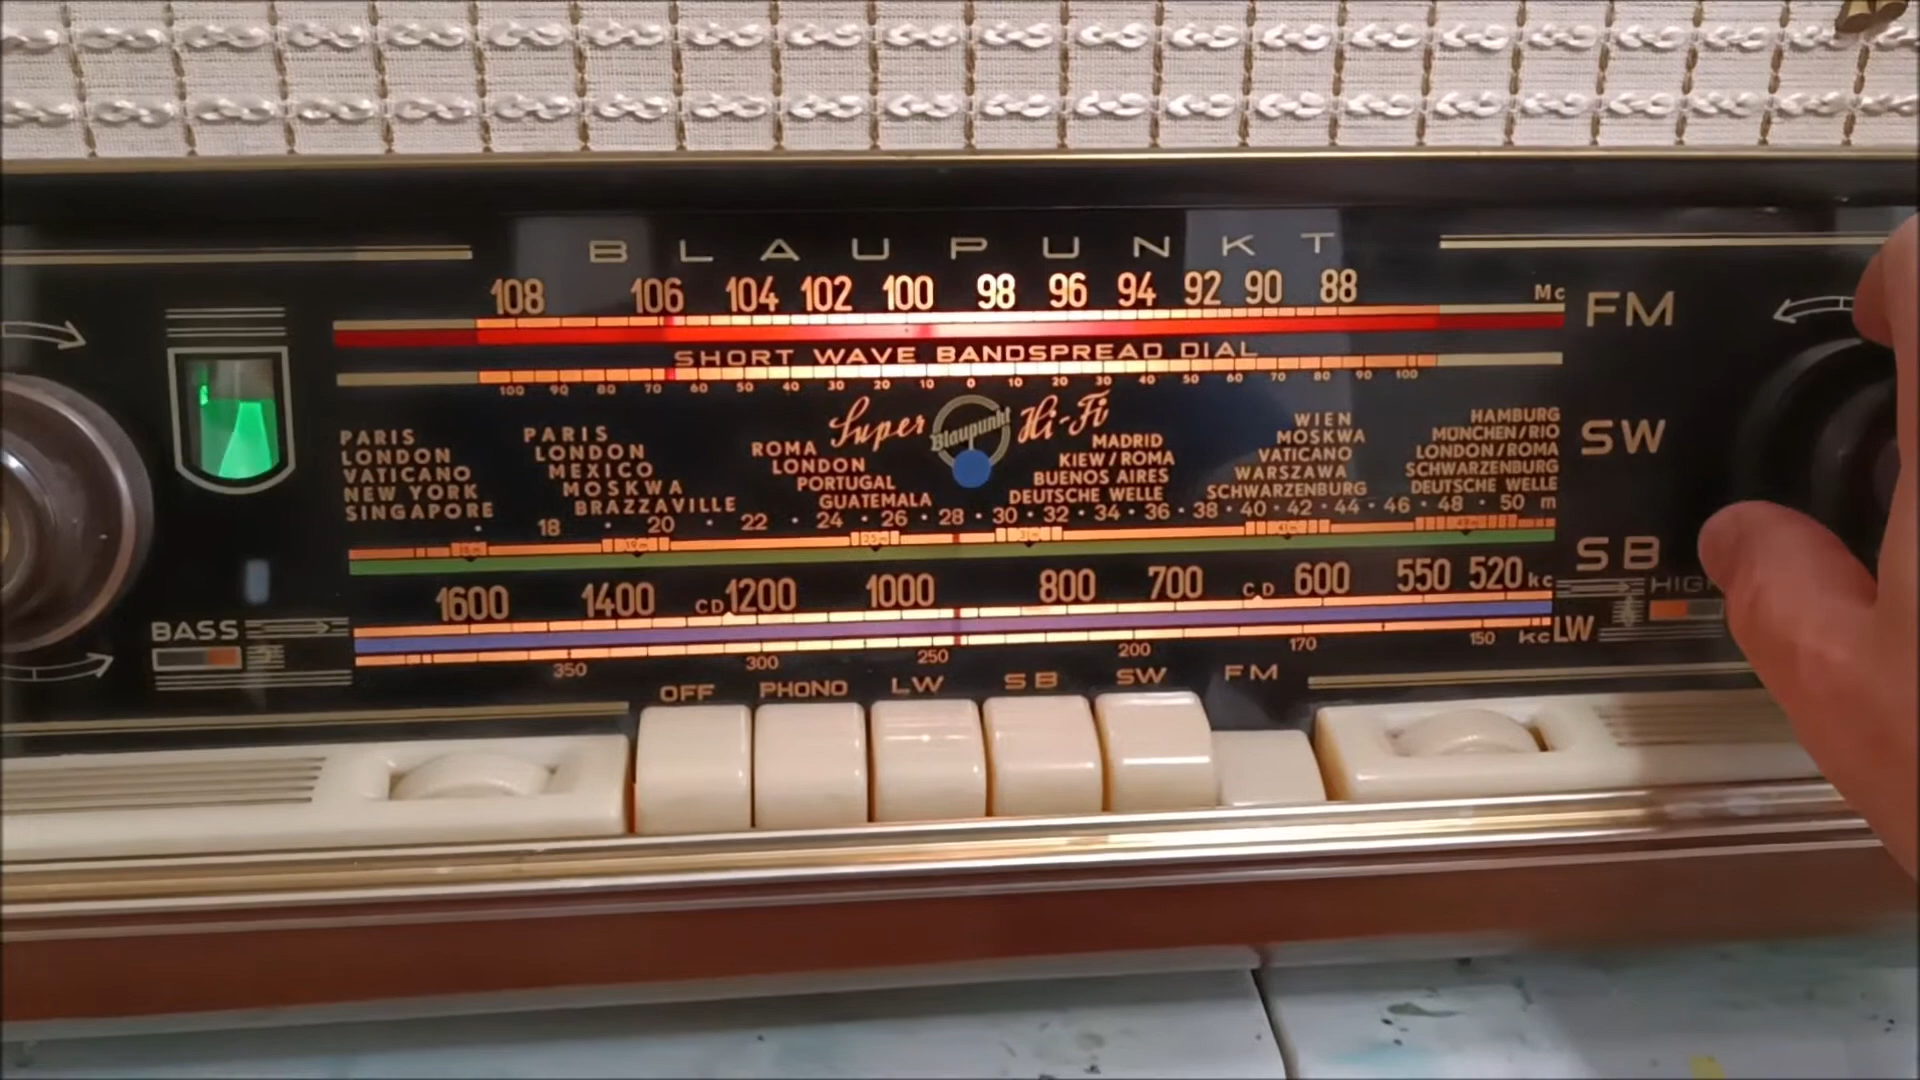 BLAUPUNKT
108 106 104 102 100 98 96 94 92 90 88 Mc FM
SHORT WAVE BANDSPREAD DIAL
100 90 80 70 60 50 40 30 20 10 0 10 20 30 40 50 60 70 80 90 100
Super Blaupunkt Hi-Fi
PARIS
LONDON
VATICANO
NEW YORK
SINGAPORE
PARIS
LONDON
MEXICO
MOSKWA
BRAZZAVILLE
ROMA
LONDON
PORTUGAL
GUATEMALA
MADRID
KIEW/ROMA
BUENOS AIRES
DEUTSCHE WELLE
WIEN
MOSKWA
VATICANO
WARSZAWA
SCHWARZENBURG
HAMBURG
MÜNCHEN/RIO
LONDON/ROMA
SCHWARZENBURG
DEUTSCHE WELLE
SW
· 18 · 20 · 22 · 24 · 26 · 28 · 30 · 32 · 34 · 36 · 38 · 40 · 42 · 44 · 46 · 48 · 50 m
SB
1600 1400 CD 1200 1000 800 700 CD 600 550 520 kc
HIGH
BASS
350 300 250 200 170 150 kc LW
OFF PHONO LW SB SW FM